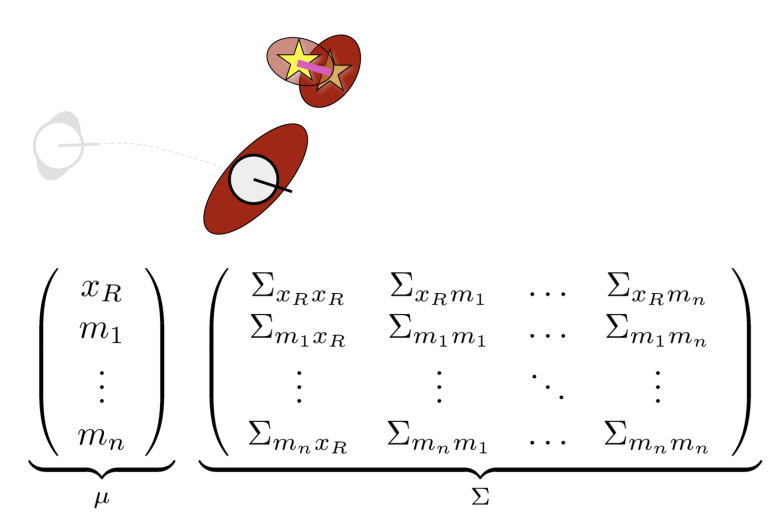 x_R Σ_{x_R x_R} Σ_{x_R m_1} … Σ_{x_R m_n}
m_1 Σ_{m_1 x_R} Σ_{m_1 m_1} … Σ_{m_1 m_n}
⋮ ⋮ ⋮ ⋱ ⋮
m_n Σ_{m_n x_R} Σ_{m_n m_1} … Σ_{m_n m_n}
μ Σ